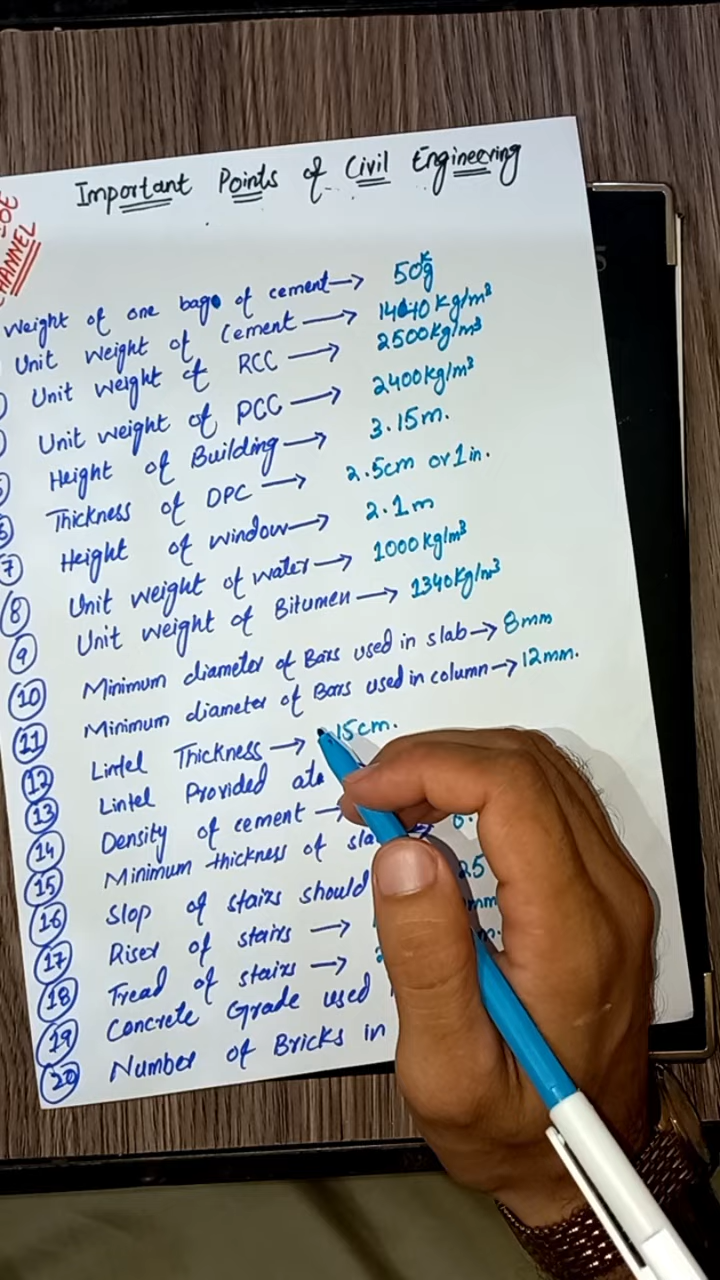 Important Points of Civil Engineering
CHANNEL
Weight of one bag of cement → 50kg
Unit Weight of Cement → 1440 Kg/m³
Unit Weight of RCC → 2500Kg/m³
Unit weight of PCC → 2400Kg/m³
Height of Building → 3.15m.
Thickness of DPC → 2.5cm or 1 in.
7 Height of window → 2.1m
8 Unit weight of water → 1000Kg/m³
9 Unit weight of Bitumen → 1340Kg/m³
10 Minimum diameter of Bars used in slab → 8mm
11 Minimum diameter of Bars used in column → 12mm.
12 Lintel Thickness → 15cm.
13 Lintel Provided at
14 Density of cement →
15 Minimum thickness of
16 Slop of stairs should 25
17 Riser of stairs → mm
18 Tread of stairs →
19 Concrete Grade used
20 Number of Bricks in